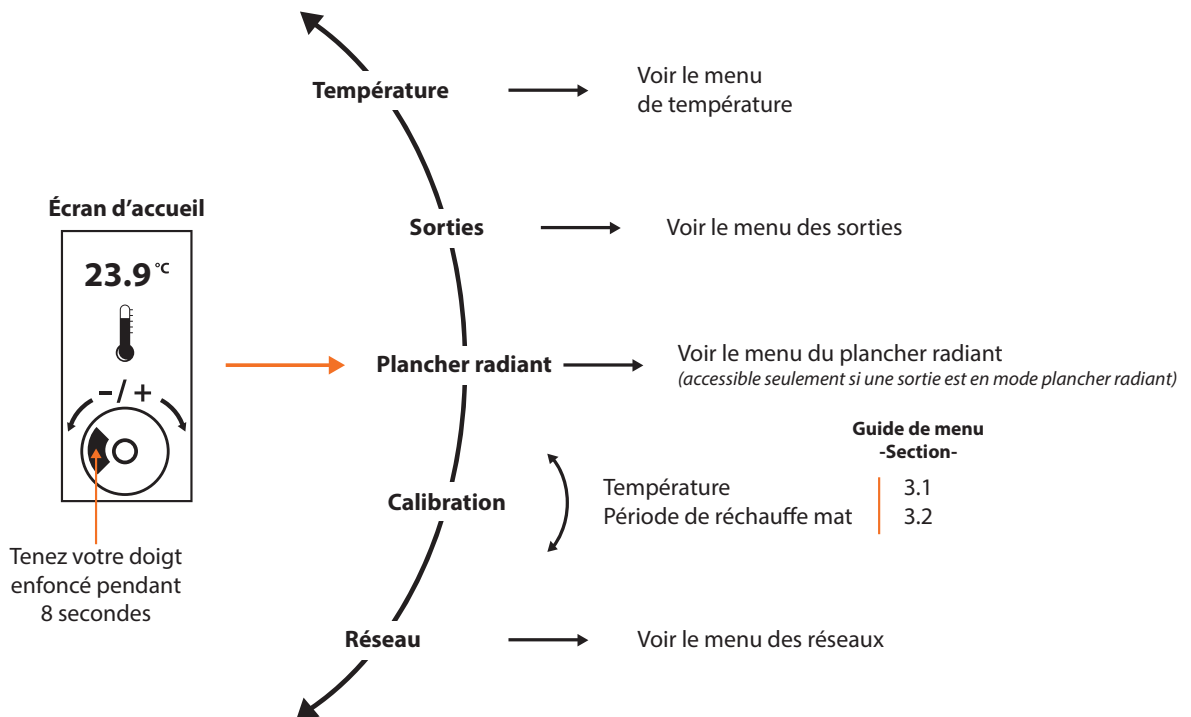 Température
Voir le menu
de température
Écran d'accueil
23.9 °C
- / +
Tenez votre doigt
enfoncé pendant
8 secondes
Sorties
Voir le menu des sorties
Plancher radiant
Voir le menu du plancher radiant
(accessible seulement si une sortie est en mode plancher radiant)
Guide de menu
-Section-
Calibration
Température 3.1
Période de réchauffe mat 3.2
Réseau
Voir le menu des réseaux